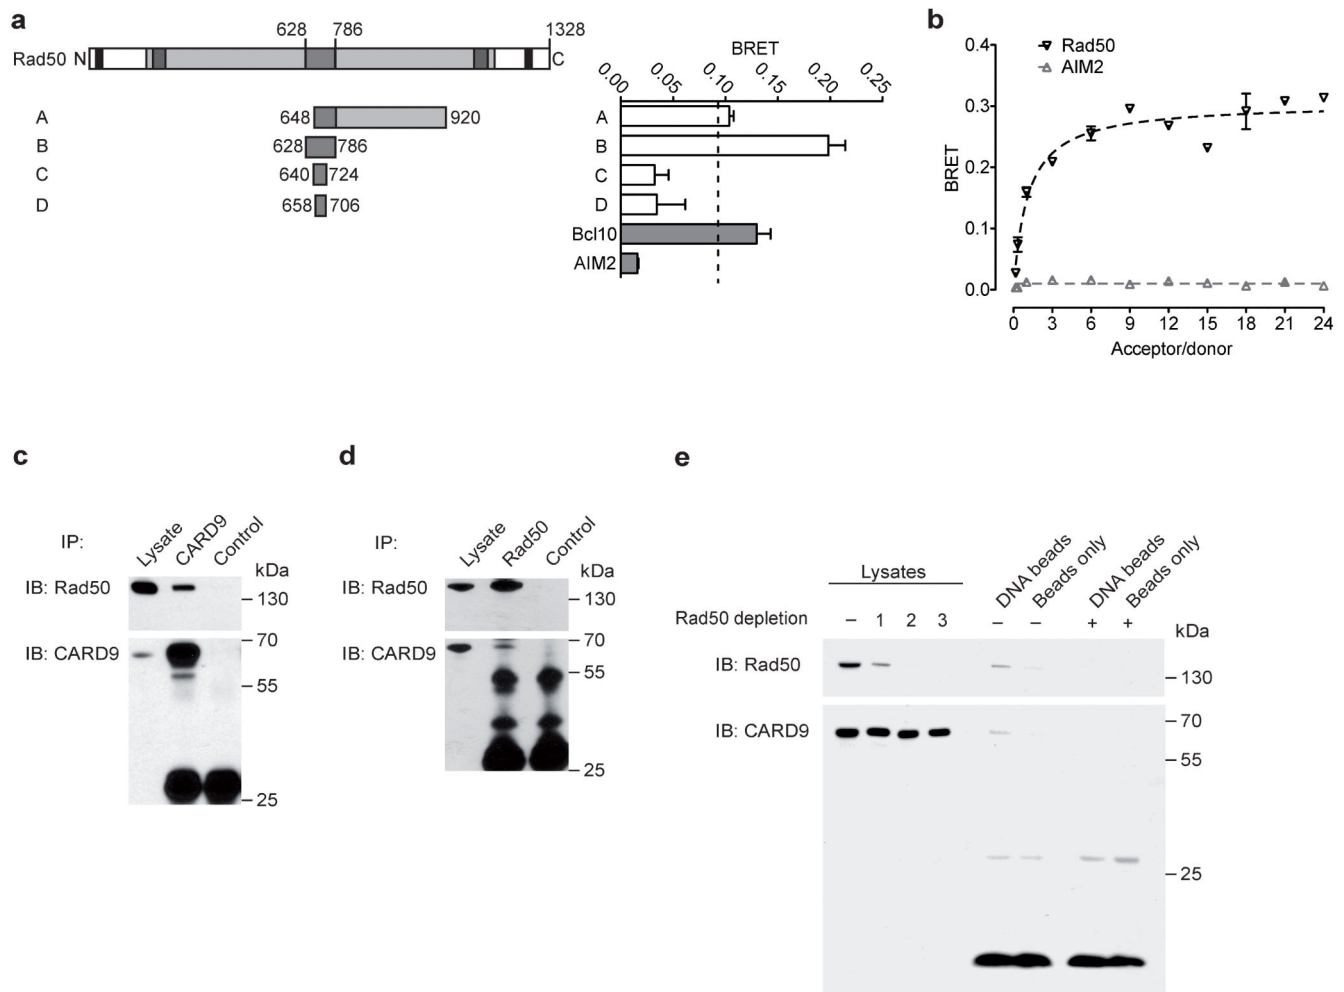 a
628 786 1328
Rad50 N C
A 648 920
B 628 786
C 640 724
D 658 706
BRET
0.00 0.05 0.10 0.15 0.20 0.25
A
B
C
D
Bcl10
AIM2
b
Rad50
AIM2
0.4
0.3
0.2
0.1
0.0
BRET
0 3 6 9 12 15 18 21 24
Acceptor/donor
c
IP: Lysate CARD9 Control
kDa
IB: Rad50
130
IB: CARD9
70
55
25
d
IP: Lysate Rad50 Control
kDa
IB: Rad50
130
IB: CARD9
70
55
25
e
Lysates
DNA beads Beads only DNA beads Beads only
Rad50 depletion – 1 2 3 – – + +
kDa
IB: Rad50
130
IB: CARD9
70
55
25